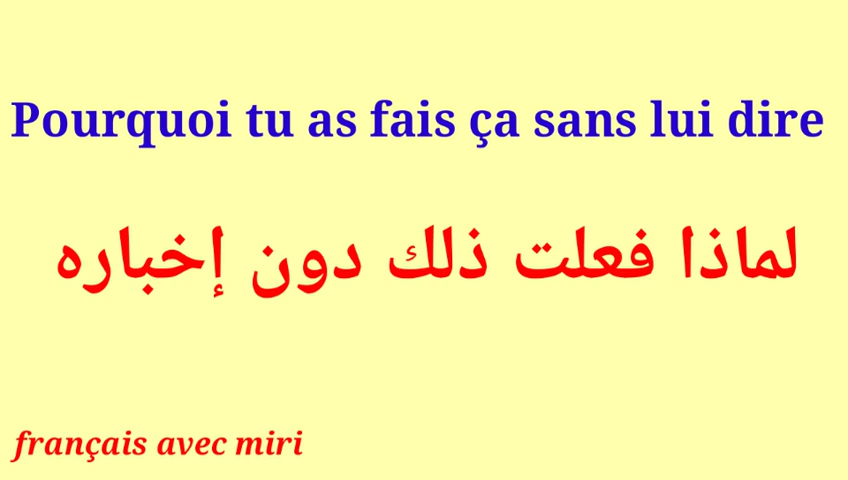 Pourquoi tu as fais ça sans lui dire
لماذا فعلت ذلك دون إخباره
français avec miri